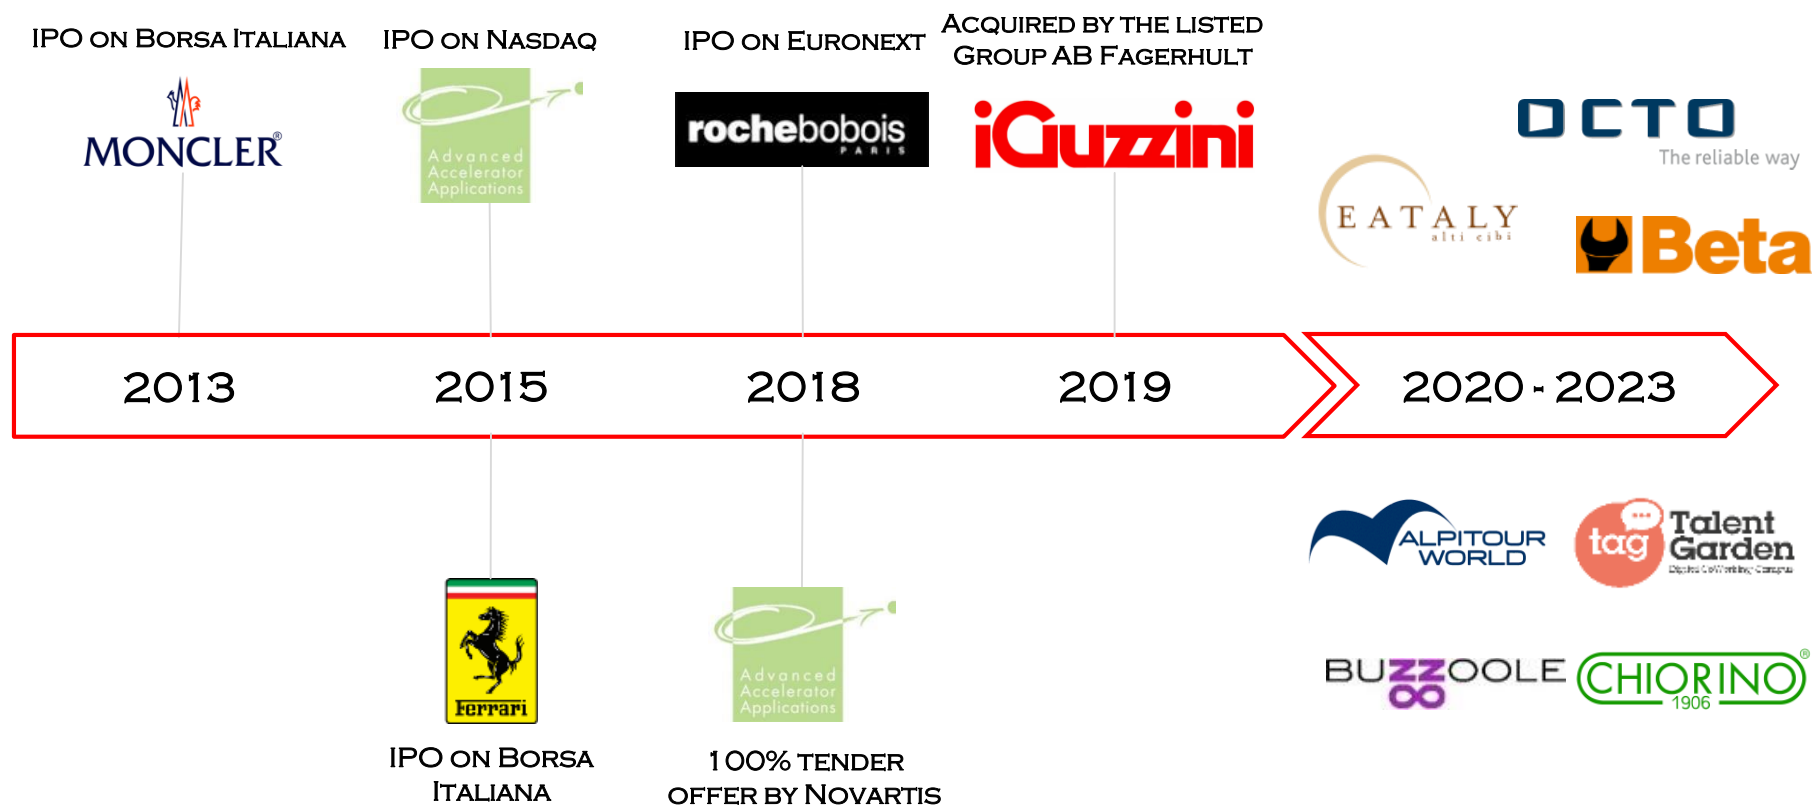 IPO on Borsa Italiana
MONCLER®
IPO on Nasdaq
Advanced
Accelerator
Applications
IPO on Euronext
rochebobois
PARIS
Acquired by the listed
Group AB Fagerhult
iGuzzini
OCTO
The reliable way
EATALY
alti cibi
Beta
2013
2015
2018
2019
2020 - 2023
Ferrari
IPO on Borsa
Italiana
Advanced
Accelerator
Applications
100% tender
offer by Novartis
ALPITOUR
WORLD
tag
Talent
Garden
Digital CoWorking Campus
BUZZOOLE
CHIORINO®
1906